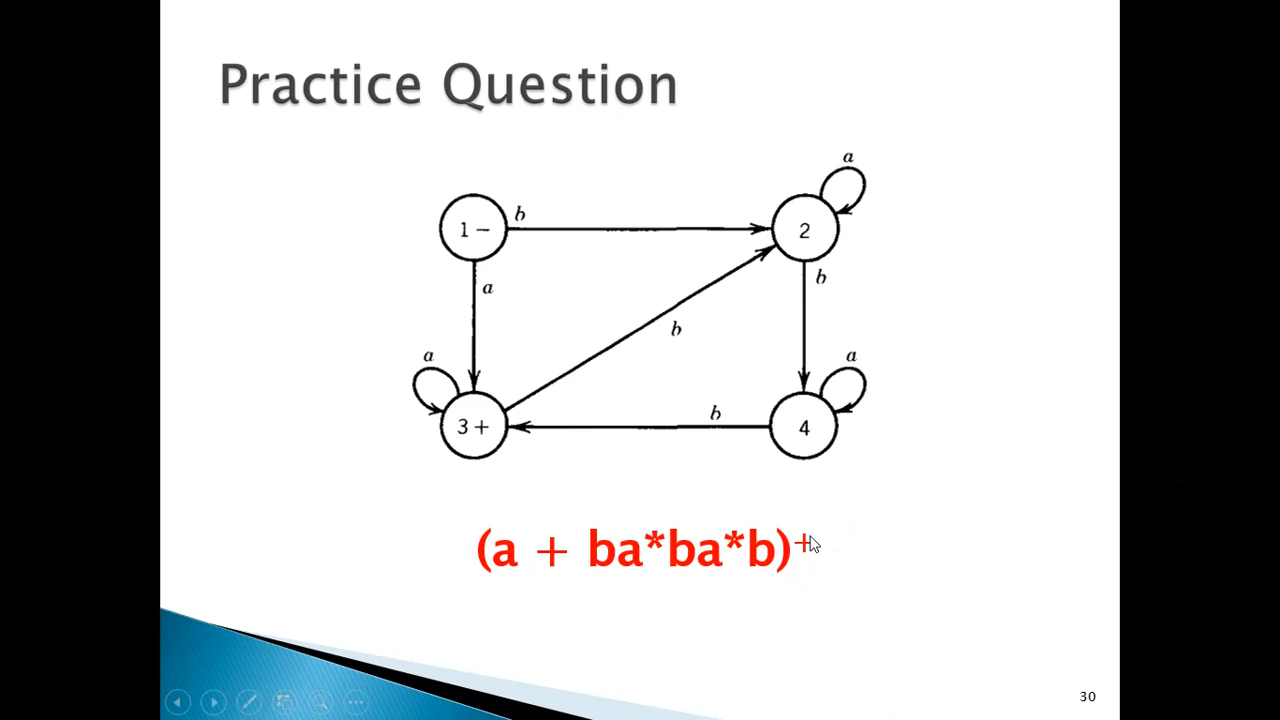 Practice Question
a
1 -
b
2
a
b
b
a
a
3 +
b
4
(a + ba*ba*b)+
30